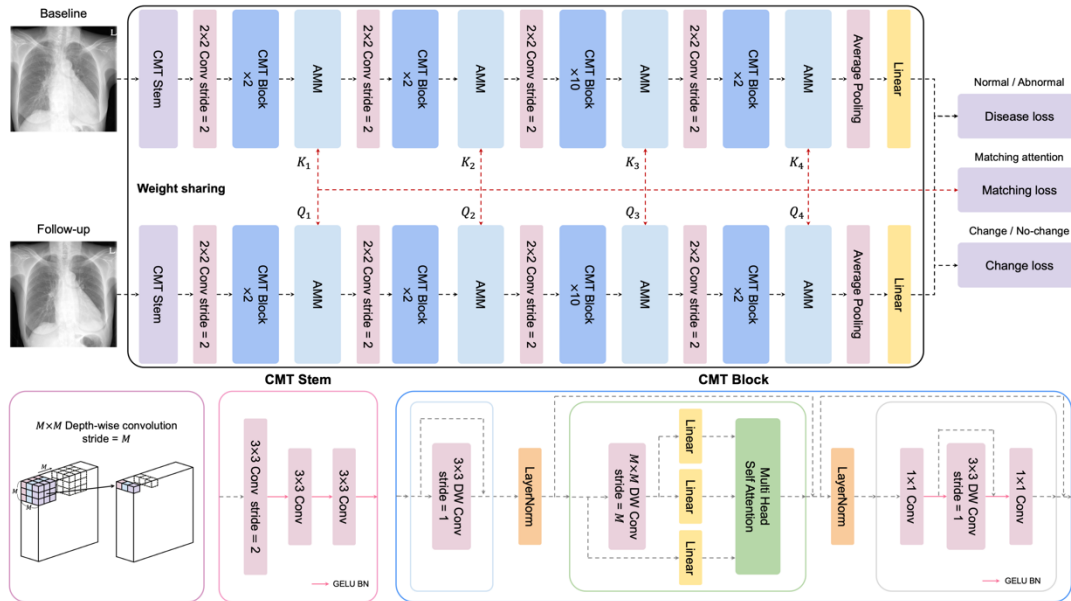 Baseline
L
CMT Stem
2×2 Conv stride = 2
CMT Block
×2
AMM
2×2 Conv stride = 2
CMT Block
×2
AMM
2×2 Conv stride = 2
CMT Block
×10
AMM
2×2 Conv stride = 2
CMT Block
×2
AMM
Average Pooling
Linear
Normal / Abnormal
Disease loss
K₁
K₂
K₃
K₄
Matching attention
Weight sharing
Matching loss
Q₁
Q₂
Q₃
Q₄
Follow-up
L
CMT Stem
2×2 Conv stride = 2
CMT Block
×2
AMM
2×2 Conv stride = 2
CMT Block
×2
AMM
2×2 Conv stride = 2
CMT Block
×10
AMM
2×2 Conv stride = 2
CMT Block
×2
AMM
Average Pooling
Linear
Change / No-change
Change loss
CMT Stem
CMT Block
M×M Depth-wise convolution
stride = M
M
M
M
3×3 Conv stride = 2
3×3 Conv
3×3 Conv
GELU BN
3×3 DW Conv
stride = 1
LayerNorm
M×M DW Conv
stride = M
Linear
Linear
Linear
Multi Head
Self Attention
LayerNorm
1×1 Conv
3×3 DW Conv
stride = 1
1×1 Conv
GELU BN